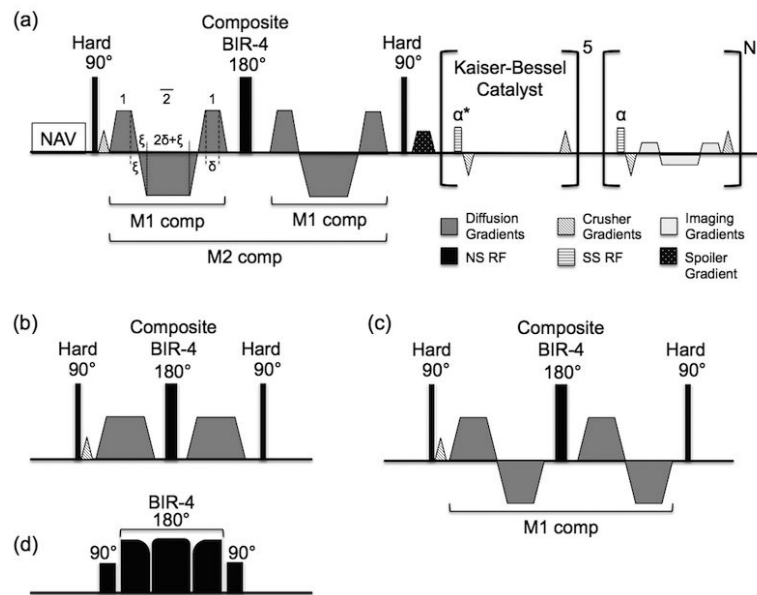 (a)
Composite
Hard BIR-4 Hard
90° 180° 90°
5
N
Kaiser-Bessel
Catalyst
α*
α
1 2 1
NAV
ξ 2δ+ξ
ξ δ
M1 comp M1 comp
M2 comp
Diffusion Gradients
Crusher Gradients
Imaging Gradients
NS RF
SS RF
Spoiler Gradient
(b)
Composite
Hard BIR-4 Hard
90° 180° 90°
(c)
Composite
Hard BIR-4 Hard
90° 180° 90°
M1 comp
(d)
BIR-4
180°
90° 90°